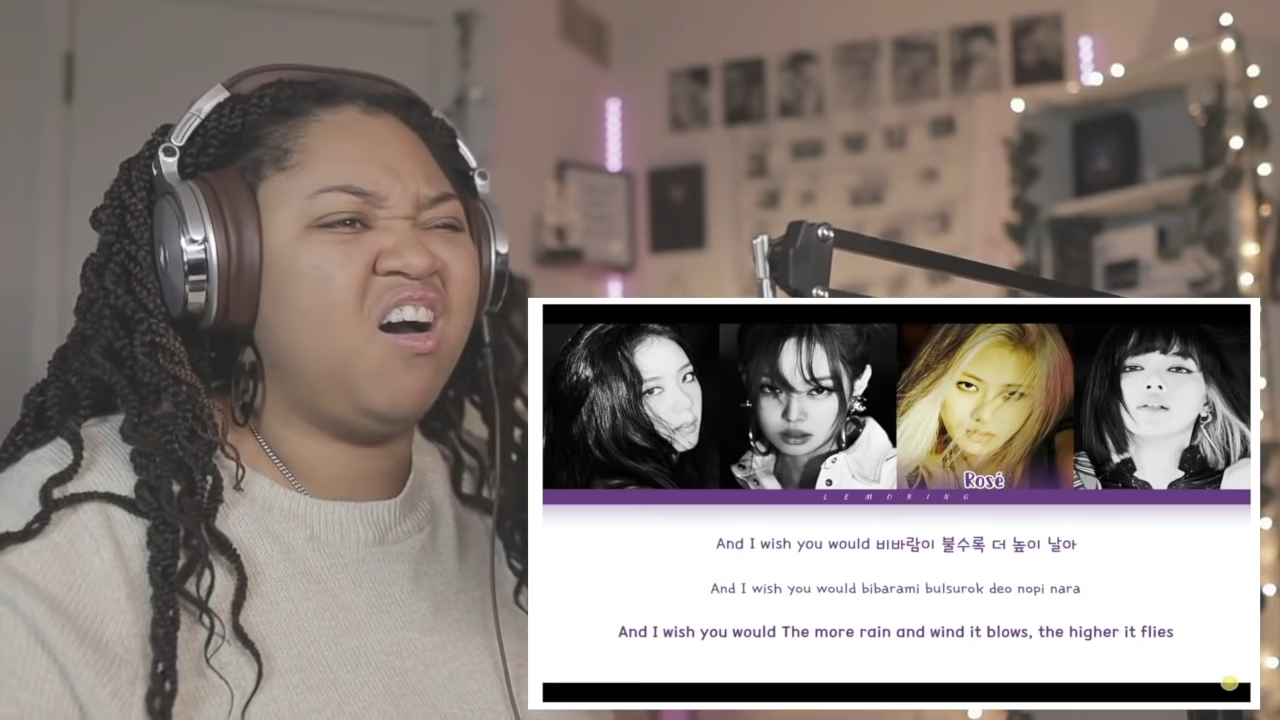 Rosé
LEMORING
And I wish you would 비바람이 불수록 더 높이 날아
And I wish you would bibarami bulsurok deo nopi nara
And I wish you would The more rain and wind it blows, the higher it flies